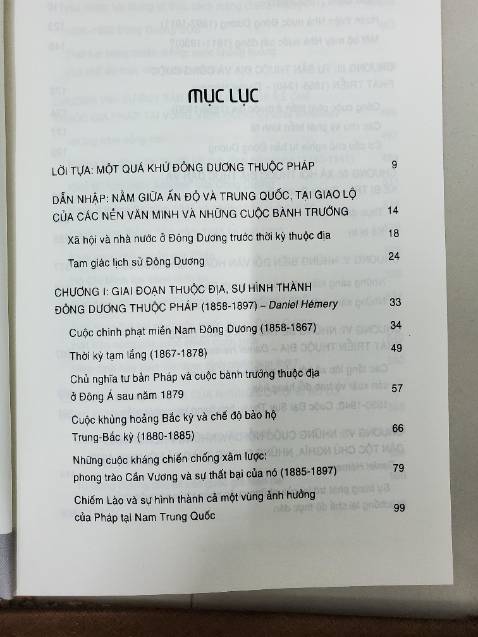 MỤC LỤC
LỜI TỰA: MỘT QUÁ KHỨ ĐÔNG DƯƠNG THUỘC PHÁP 9
DẪN NHẬP: NẰM GIỮA ẤN ĐỘ VÀ TRUNG QUỐC, TẠI GIAO LỘ
CỦA CÁC NỀN VĂN MINH VÀ NHỮNG CUỘC BÀNH TRƯỚNG 14
Xã hội và nhà nước ở Đông Dương trước thời kỳ thuộc địa 18
Tam giác lịch sử Đông Dương 24
CHƯƠNG I: GIAI ĐOẠN THUỘC ĐỊA, SỰ HÌNH THÀNH
ĐÔNG DƯƠNG THUỘC PHÁP (1858-1897) – Daniel Hémery 33
Cuộc chinh phạt miền Nam Đông Dương (1858-1867) 34
Thời kỳ tạm lắng (1867-1878) 49
Chủ nghĩa tư bản Pháp và cuộc bành trướng thuộc địa
ở Đông Á sau năm 1879 57
Cuộc khủng hoảng Bắc kỳ và chế độ bảo hộ
Trung-Bắc kỳ (1880-1885) 66
Những cuộc kháng chiến chống xâm lược:
phong trào Cần Vương và sự thất bại của nó (1885-1897) 79
Chiếm Lào và sự hình thành cả một vùng ảnh hưởng
của Pháp tại Nam Trung Quốc 99